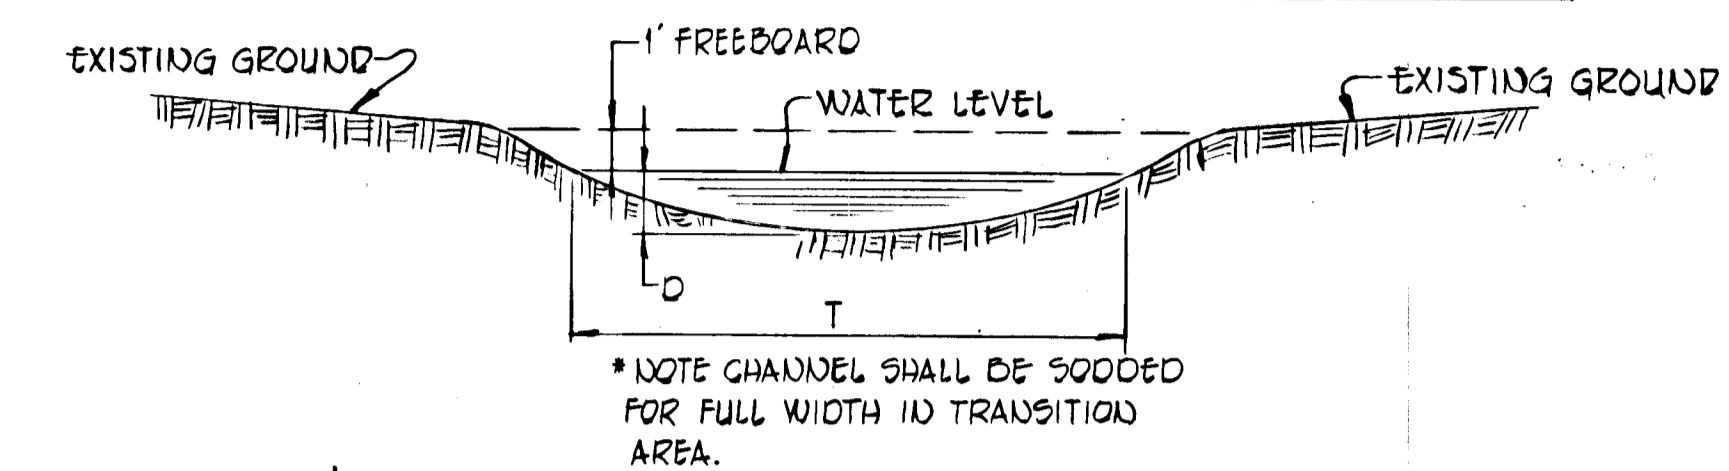 EXISTING GROUND
1' FREEBOARD
WATER LEVEL
EXISTING GROUND
D
T
* NOTE CHANNEL SHALL BE SODDED
FOR FULL WIDTH IN TRANSITION
AREA.